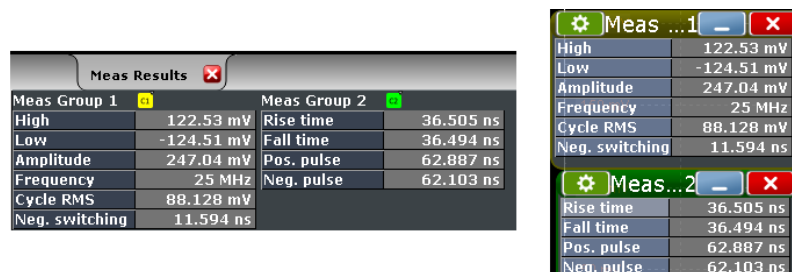 Meas Results
Meas Group 1 C1 Meas Group 2 C2
High 122.53 mV Rise time 36.505 ns
Low -124.51 mV Fall time 36.494 ns
Amplitude 247.04 mV Pos. pulse 62.887 ns
Frequency 25 MHz Neg. pulse 62.103 ns
Cycle RMS 88.128 mV
Neg. switching 11.594 ns
Meas ...1
High 122.53 mV
Low -124.51 mV
Amplitude 247.04 mV
Frequency 25 MHz
Cycle RMS 88.128 mV
Neg. switching 11.594 ns
Meas...2
Rise time 36.505 ns
Fall time 36.494 ns
Pos. pulse 62.887 ns
Neg. pulse 62.103 ns